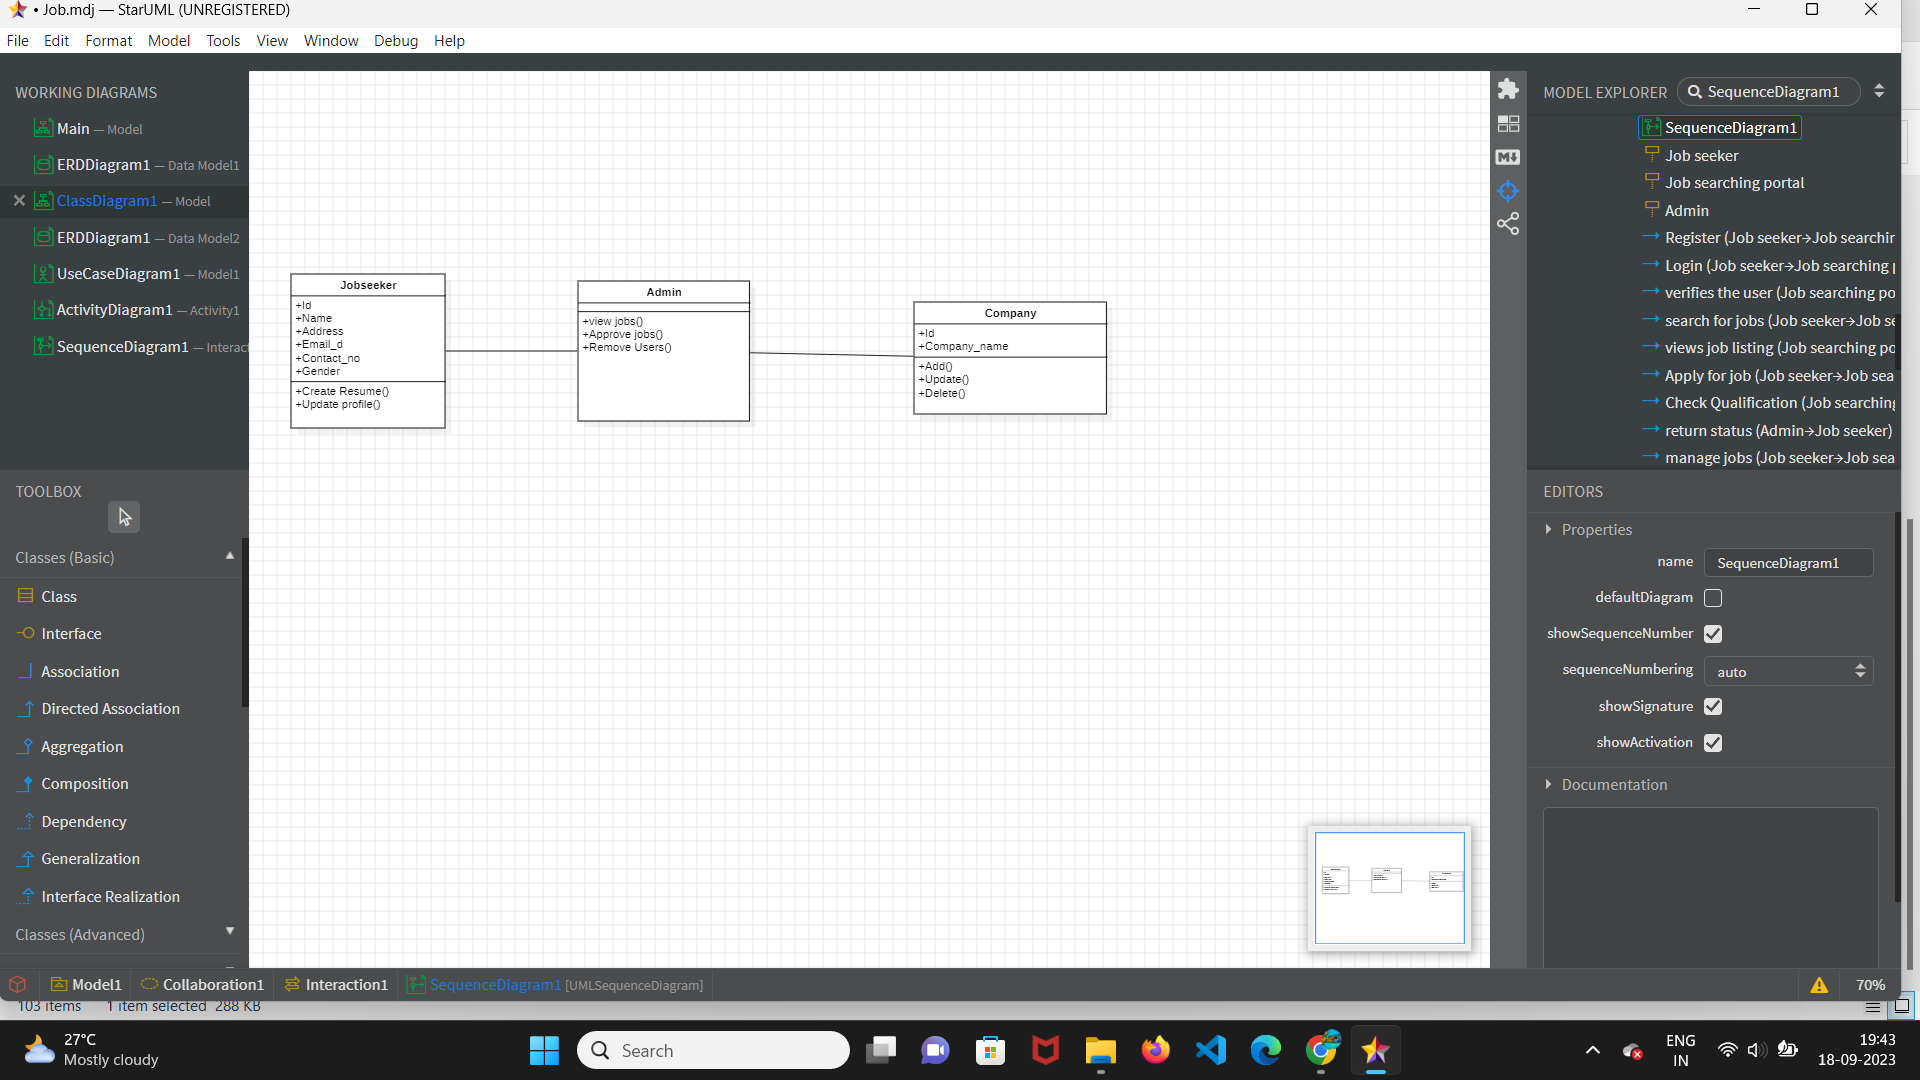 • Job.mdj — StarUML (UNREGISTERED)
File Edit Format Model Tools View Window Debug Help
WORKING DIAGRAMS
Main — Model
ERDDiagram1 — Data Model1
ClassDiagram1 — Model
ERDDiagram1 — Data Model2
UseCaseDiagram1 — Model1
ActivityDiagram1 — Activity1
SequenceDiagram1 — Interact
TOOLBOX
Classes (Basic)
Class
Interface
Association
Directed Association
Aggregation
Composition
Dependency
Generalization
Interface Realization
Classes (Advanced)
Jobseeker
+Id
+Name
+Address
+Email_d
+Contact_no
+Gender
+Create Resume()
+Update profile()
Admin
+view jobs()
+Approve jobs()
+Remove Users()
Company
+Id
+Company_name
+Add()
+Update()
+Delete()
MODEL EXPLORER SequenceDiagram1
SequenceDiagram1
Job seeker
Job searching portal
Admin
Register (Job seeker→Job searchin
Login (Job seeker→Job searching p
verifies the user (Job searching po
search for jobs (Job seeker→Job se
views job listing (Job searching po
Apply for job (Job seeker→Job sea
Check Qualification (Job searching
return status (Admin→Job seeker)
manage jobs (Job seeker→Job sea
EDITORS
Properties
name SequenceDiagram1
defaultDiagram
showSequenceNumber
sequenceNumbering auto
showSignature
showActivation
Documentation
Model1 Collaboration1 Interaction1 SequenceDiagram1 [UMLSequenceDiagram] 70%
103 items 1 item selected 288 KB
27°C
Mostly cloudy
Search
ENG
IN
19:43
18-09-2023